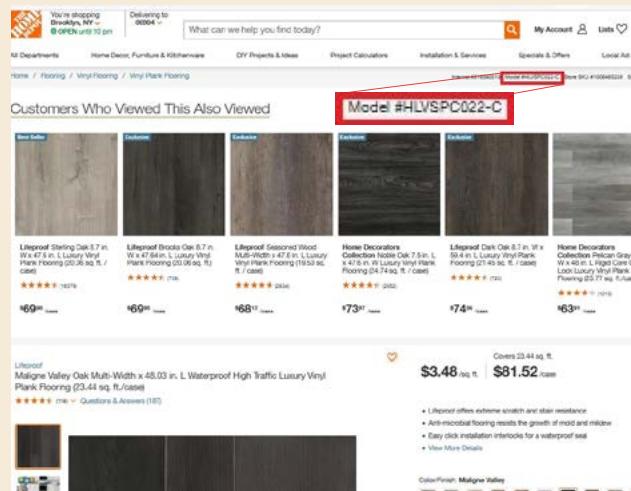 You're shopping
Brooklyn, NY
OPEN until 10 pm
Delivering to
What can we help you find today?
My Account
Lists
All Departments
Home Decor, Furniture & Kitchenware
DIY Projects & Ideas
Project Calculators
Installation & Services
Specials & Offers
Local Ad
Home / Flooring / Vinyl Flooring / Vinyl Plank Flooring
Model #HLVSPC022-C
Customers Who Viewed This Also Viewed
Model #HLVSPC022-C
Best Seller
Exclusive
Exclusive
Exclusive
Exclusive
Lifeproof Sterling Oak 8.7 in.
W x 47.6 in. L Luxury Vinyl
Plank Flooring (20.06 sq. ft. /
case)
Lifeproof Brooks Oak 8.7 in.
Plank Flooring (20.06 sq. ft.)
Lifeproof Seasoned Wood
Multi-Width x 47.6 in. L Luxury
Vinyl Plank Flooring (19.53 sq.
ft. / case)
Home Decorators
Collection Noble Oak 7.5 in. L
x 47.6 in. W Luxury Vinyl Plank
Flooring (24.74 sq. ft. / case)
Lifeproof Dark Oak 8.7 in. W x
59.4 in. L Luxury Vinyl Plank
Flooring (21.45 sq. ft. / case)
Home Decorators
Collection Pelican Gray
Lock Luxury Vinyl Plank
$69
$69
$68
$73
$74
$63
Lifeproof
Maligne Valley Oak Multi-Width x 48.03 in. L Waterproof High Traffic Luxury Vinyl
Plank Flooring (23.44 sq. ft./case)
Questions & Answers (187)
$3.48 /sq. ft.
Covers 23.44 sq. ft.
$81.52 /case
Lifeproof offers extreme scratch and stain resistance
Anti-microbial flooring resists the growth of mold and mildew
Easy click installation interlocks for a waterproof seal
View More Details
Color/Finish: Maligne Valley